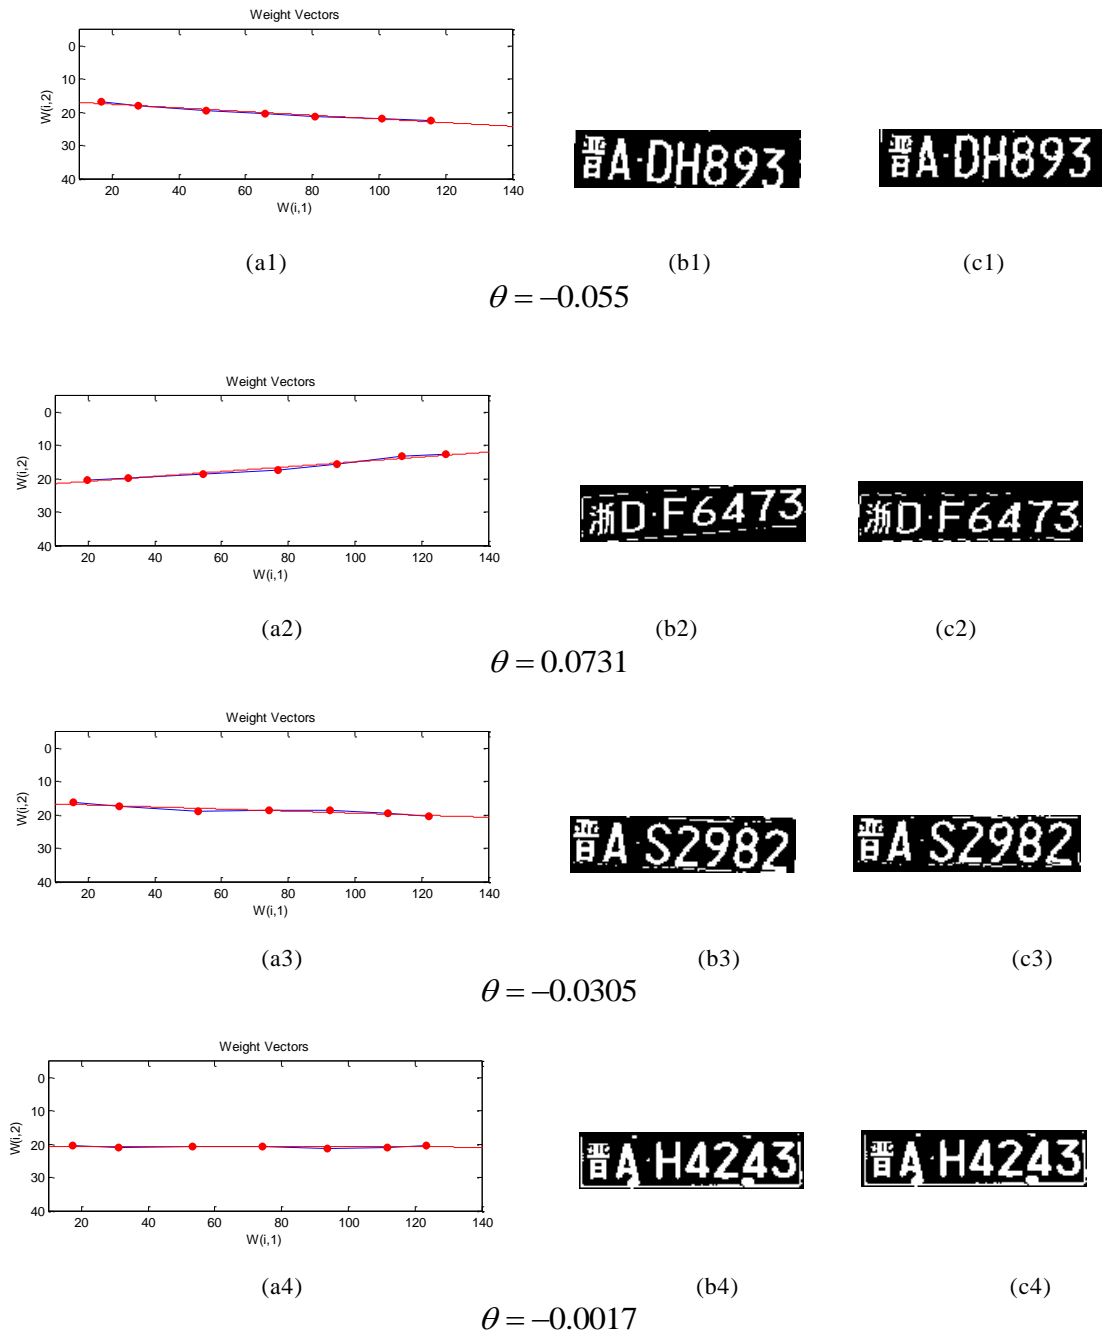 Weight Vectors
0
10
20
30
40
W(i,2)
20 40 60 80 100 120 140
W(i,1)
晋A·DH893
晋A·DH893
(a1) (b1) (c1)
θ = −0.055
Weight Vectors
0
10
20
30
40
W(i,2)
20 40 60 80 100 120 140
W(i,1)
浙D·F6473
浙D·F6473
(a2) (b2) (c2)
θ = 0.0731
Weight Vectors
0
10
20
30
40
W(i,2)
20 40 60 80 100 120 140
W(i,1)
晋A·S2982
晋A·S2982
(a3) (b3) (c3)
θ = −0.0305
Weight Vectors
0
10
20
30
40
W(i,2)
20 40 60 80 100 120 140
W(i,1)
晋A·H4243
晋A·H4243
(a4) (b4) (c4)
θ = −0.0017